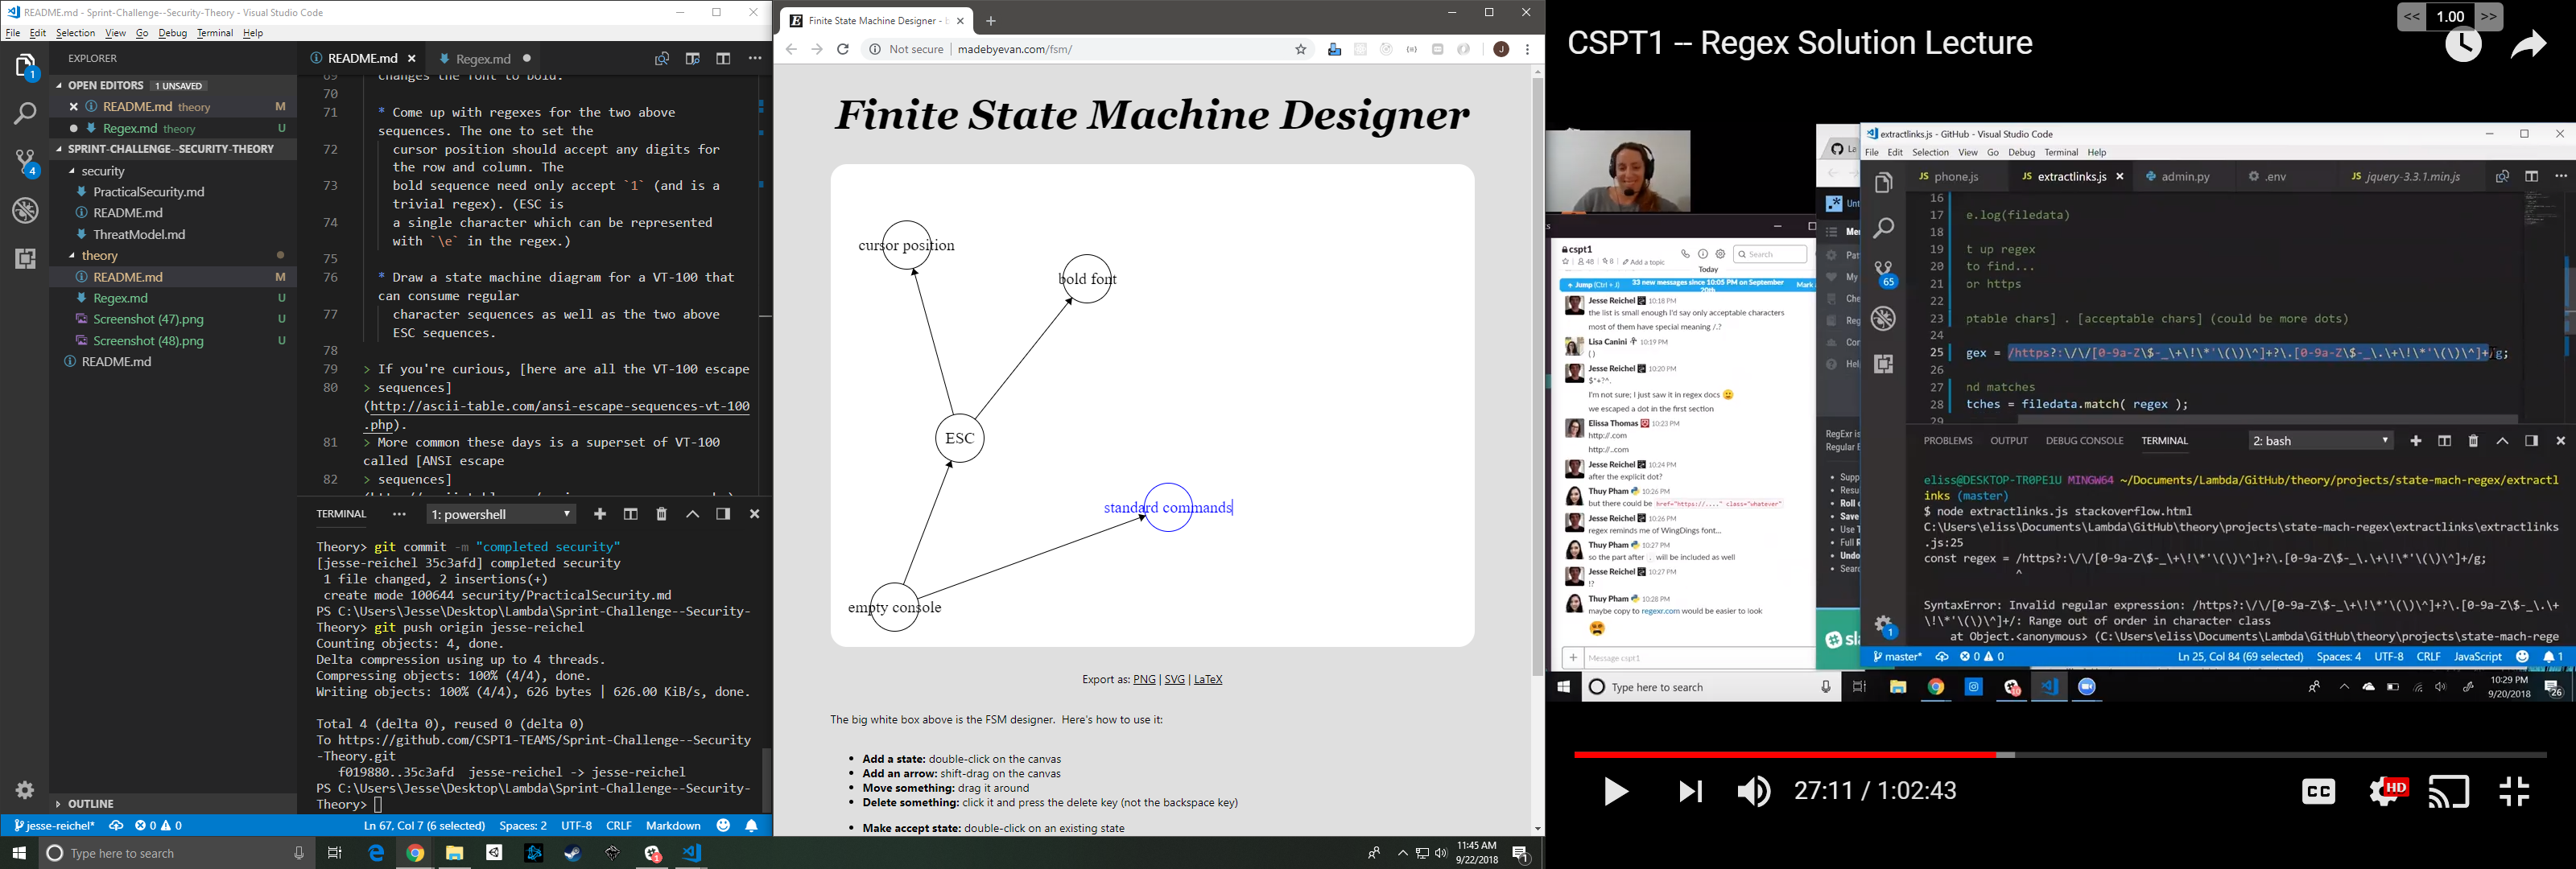 README.md - Sprint-Challenge--Security-Theory - Visual Studio Code
File Edit Selection View Go Debug Terminal Help
EXPLORER
OPEN EDITORS 1 UNSAVED
README.md theory M
Regex.md theory U
SPRINT-CHALLENGE--SECURITY-THEORY
security
PracticalSecurity.md
README.md
ThreatModel.md
theory
README.md M
Regex.md U
Screenshot (47).png U
Screenshot (48).png U
README.md
OUTLINE
1
4
README.md
Regex.md
69 changes the font to bold.
70
71 * Come up with regexes for the two above
sequences. The one to set the
72 cursor position should accept any digits for
the row and column. The
73 bold sequence need only accept `1` (and is a
trivial regex). (ESC is
74 a single character which can be represented
with `\e` in the regex.)
75
76 * Draw a state machine diagram for a VT-100 that
can consume regular
77 character sequences as well as the two above
ESC sequences.
78
79 > If you're curious, [here are all the VT-100 escape
80 > sequences]
(http://ascii-table.com/ansi-escape-sequences-vt-100
.php).
81 > More common these days is a superset of VT-100
called [ANSI escape
82 > sequences]
TERMINAL
1: powershell
Theory> git commit -m "completed security"
[jesse-reichel 35c3afd] completed security
1 file changed, 2 insertions(+)
create mode 100644 security/PracticalSecurity.md
PS C:\Users\Jesse\Desktop\Lambda\Sprint-Challenge--Security-
Theory> git push origin jesse-reichel
Counting objects: 4, done.
Delta compression using up to 4 threads.
Compressing objects: 100% (4/4), done.
Writing objects: 100% (4/4), 626 bytes | 626.00 KiB/s, done.
Total 4 (delta 0), reused 0 (delta 0)
To https://github.com/CSPT1-TEAMS/Sprint-Challenge--Security
-Theory.git
f019880..35c3afd jesse-reichel -> jesse-reichel
PS C:\Users\Jesse\Desktop\Lambda\Sprint-Challenge--Security-
Theory>
jesse-reichel* 0 0 Ln 67, Col 7 (6 selected) Spaces: 2 UTF-8 CRLF Markdown
Type here to search
11:45 AM
9/22/2018
1
Finite State Machine Designer - b
Not secure | madebyevan.com/fsm/
J
Finite State Machine Designer
cursor position
bold font
ESC
standard commands
empty console
Export as: PNG | SVG | LaTeX
The big white box above is the FSM designer. Here's how to use it:
Add a state: double-click on the canvas
Add an arrow: shift-drag on the canvas
Move something: drag it around
Delete something: click it and press the delete key (not the backspace key)
Make accept state: double-click on an existing state
CSPT1 -- Regex Solution Lecture
<< 1.00 >>
cspt1
48 | 8 | Add a topic
Search
Today
Jump (Ctrl + J) 33 new messages since 10:05 PM on September 20th Mark
Jesse Reichel 10:18 PM
the list is small enough I'd say only acceptable characters
most of them have special meaning /.?
Lisa Canini 10:19 PM
( )
Jesse Reichel 10:20 PM
$*+?^.
I'm not sure; I just saw it in regex docs
we escaped a dot in the first section
Elissa Thomas 10:23 PM
http://.com
http://..com
Jesse Reichel 10:24 PM
after the explicit dot?
Thuy Pham 10:26 PM
but there could be href="https://...." class="whatever"
Jesse Reichel 10:26 PM
regex reminds me of WingDings font...
Thuy Pham 10:27 PM
so the part after . will be included as well
Jesse Reichel 10:27 PM
!?
Thuy Pham 10:28 PM
maybe copy to regexr.com would be easier to look
Message cspt1
extractlinks.js - GitHub - Visual Studio Code
File Edit Selection View Go Debug Terminal Help
phone.js extractlinks.js admin.py .env jquery-3.3.1.min.js
65
1
16
17 e.log(filedata)
18
19 t up regex
20 to find...
21 or https
22
23 ptable chars] . [acceptable chars] (could be more dots)
24
25 gex = /https?:\/\/[0-9a-Z\$-_\+\!\*'\(\)\^]+?\.[0-9a-Z\$-_\.\+\!\*'\(\)\^]+/g;
26
27 nd matches
28 tches = filedata.match( regex );
29
PROBLEMS OUTPUT DEBUG CONSOLE TERMINAL 2: bash
eliss@DESKTOP-TR0PE1U MINGW64 ~/Documents/Lambda/GitHub/theory/projects/state-mach-regex/extractl
inks (master)
$ node extractlinks.js stackoverflow.html
C:\Users\eliss\Documents\Lambda\GitHub\theory\projects\state-mach-regex\extractlinks\extractlinks
.js:25
const regex = /https?:\/\/[0-9a-Z\$-_\+\!\*'\(\)\^]+?\.[0-9a-Z\$-_\.\+\!\*'\(\)\^]+/g;
^
SyntaxError: Invalid regular expression: /https?:\/\/[0-9a-Z\$-_\+\!\*'\(\)\^]+?\.[0-9a-Z\$-_\.\+
\!\*'\(\)\^]+/: Range out of order in character class
at Object.<anonymous> (C:\Users\eliss\Documents\Lambda\GitHub\theory\projects\state-mach-rege
master* 0 0 Ln 25, Col 84 (69 selected) Spaces: 4 UTF-8 CRLF JavaScript 1
Type here to search
10:29 PM
9/20/2018
26
27:11 / 1:02:43
CC
HD